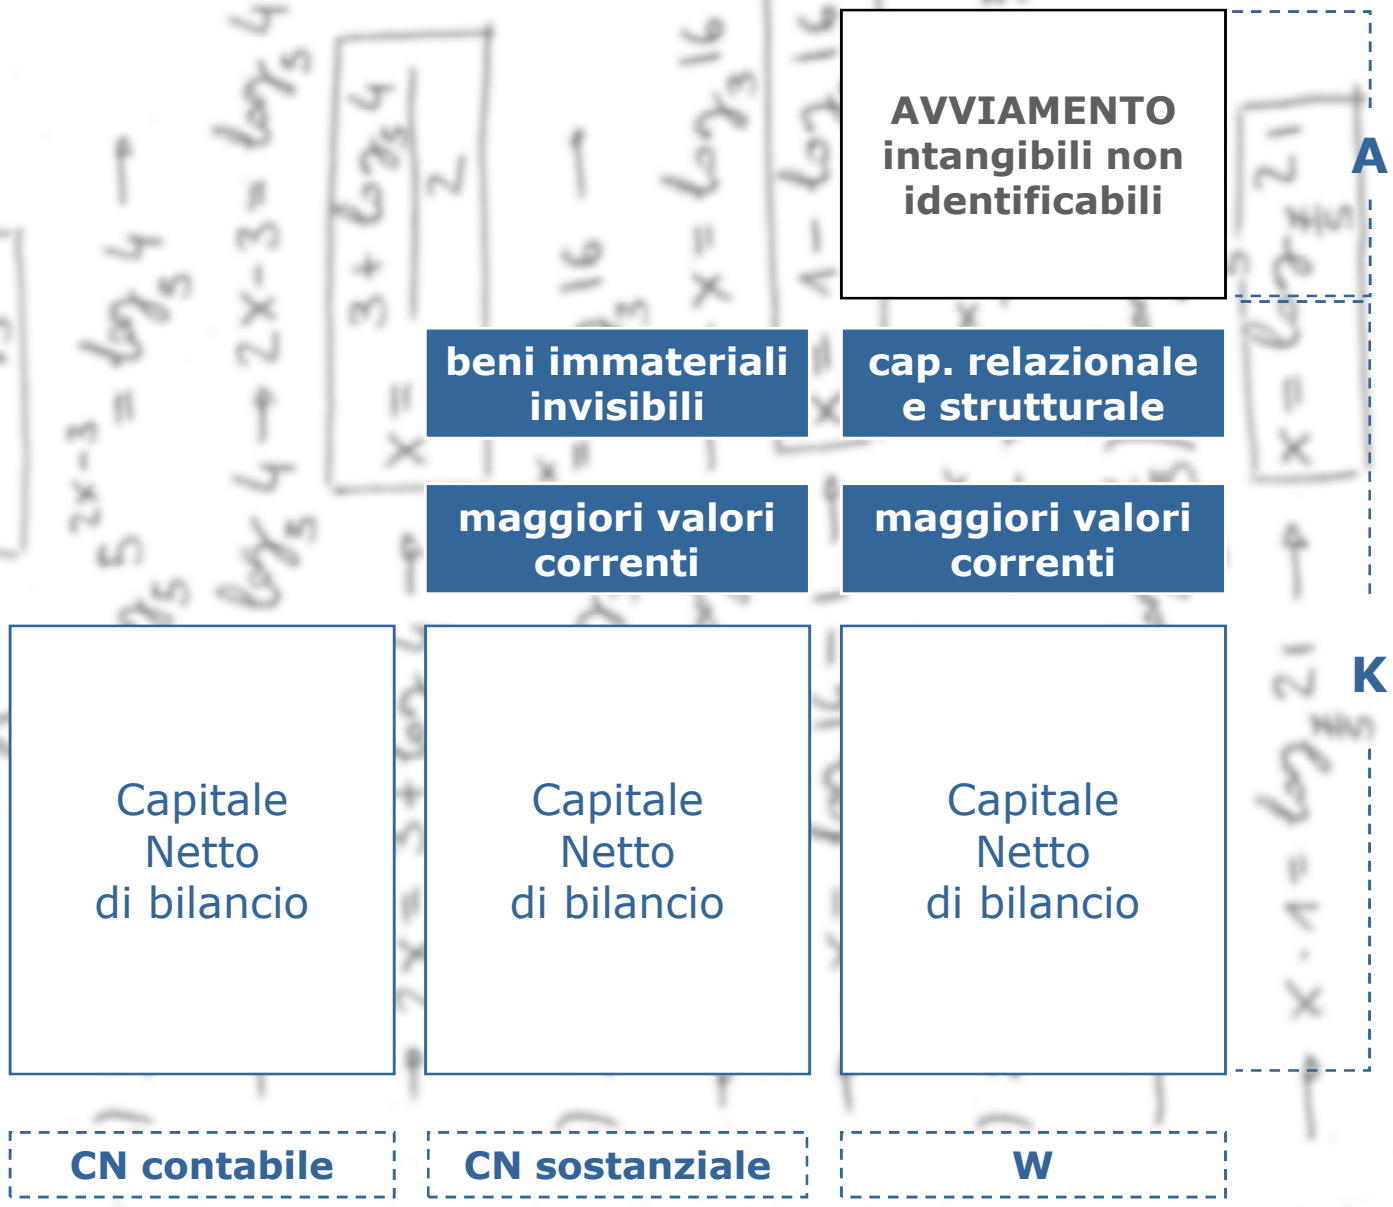 AVVIAMENTO
intangibili non
identificabili
A
beni immateriali
invisibili
cap. relazionale
e strutturale
maggiori valori
correnti
maggiori valori
correnti
K
Capitale
Netto
di bilancio
Capitale
Netto
di bilancio
Capitale
Netto
di bilancio
CN contabile
CN sostanziale
W